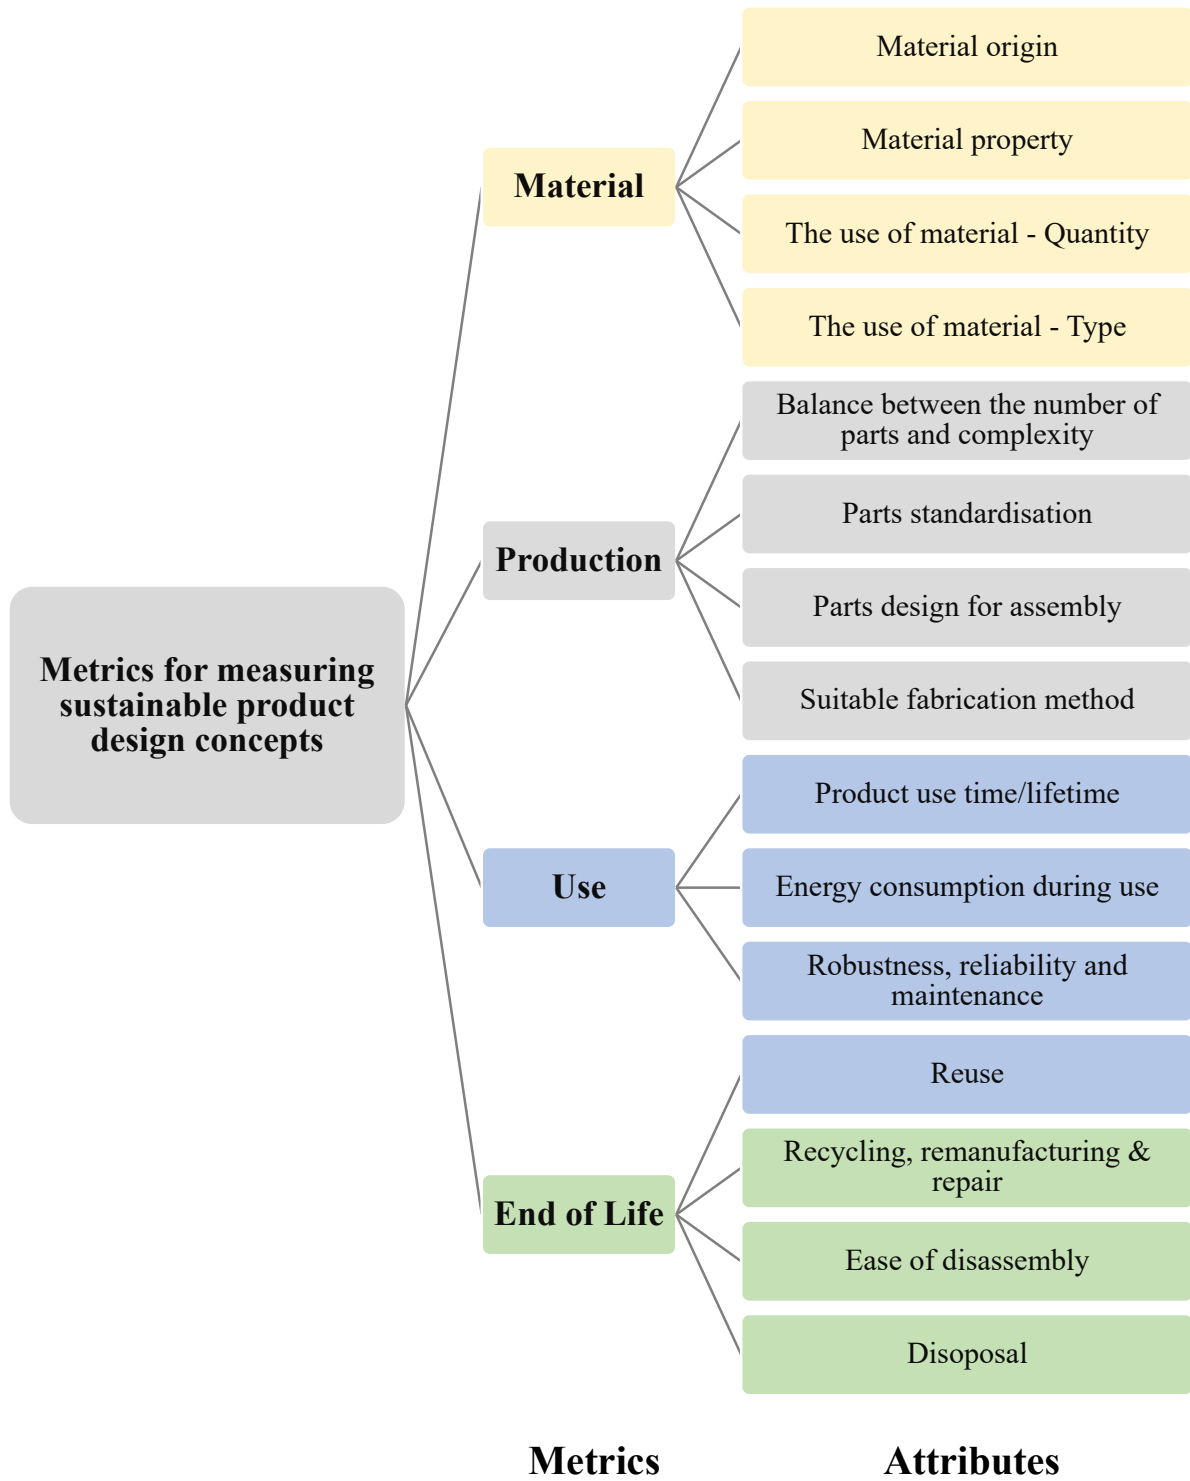 Metrics for measuring
sustainable product
design concepts
Material
Material origin
Material property
The use of material - Quantity
The use of material - Type
Production
Balance between the number of
parts and complexity
Parts standardisation
Parts design for assembly
Suitable fabrication method
Use
Product use time/lifetime
Energy consumption during use
Robustness, reliability and
maintenance
End of Life
Reuse
Recycling, remanufacturing &
repair
Ease of disassembly
Disoposal
Metrics
Attributes